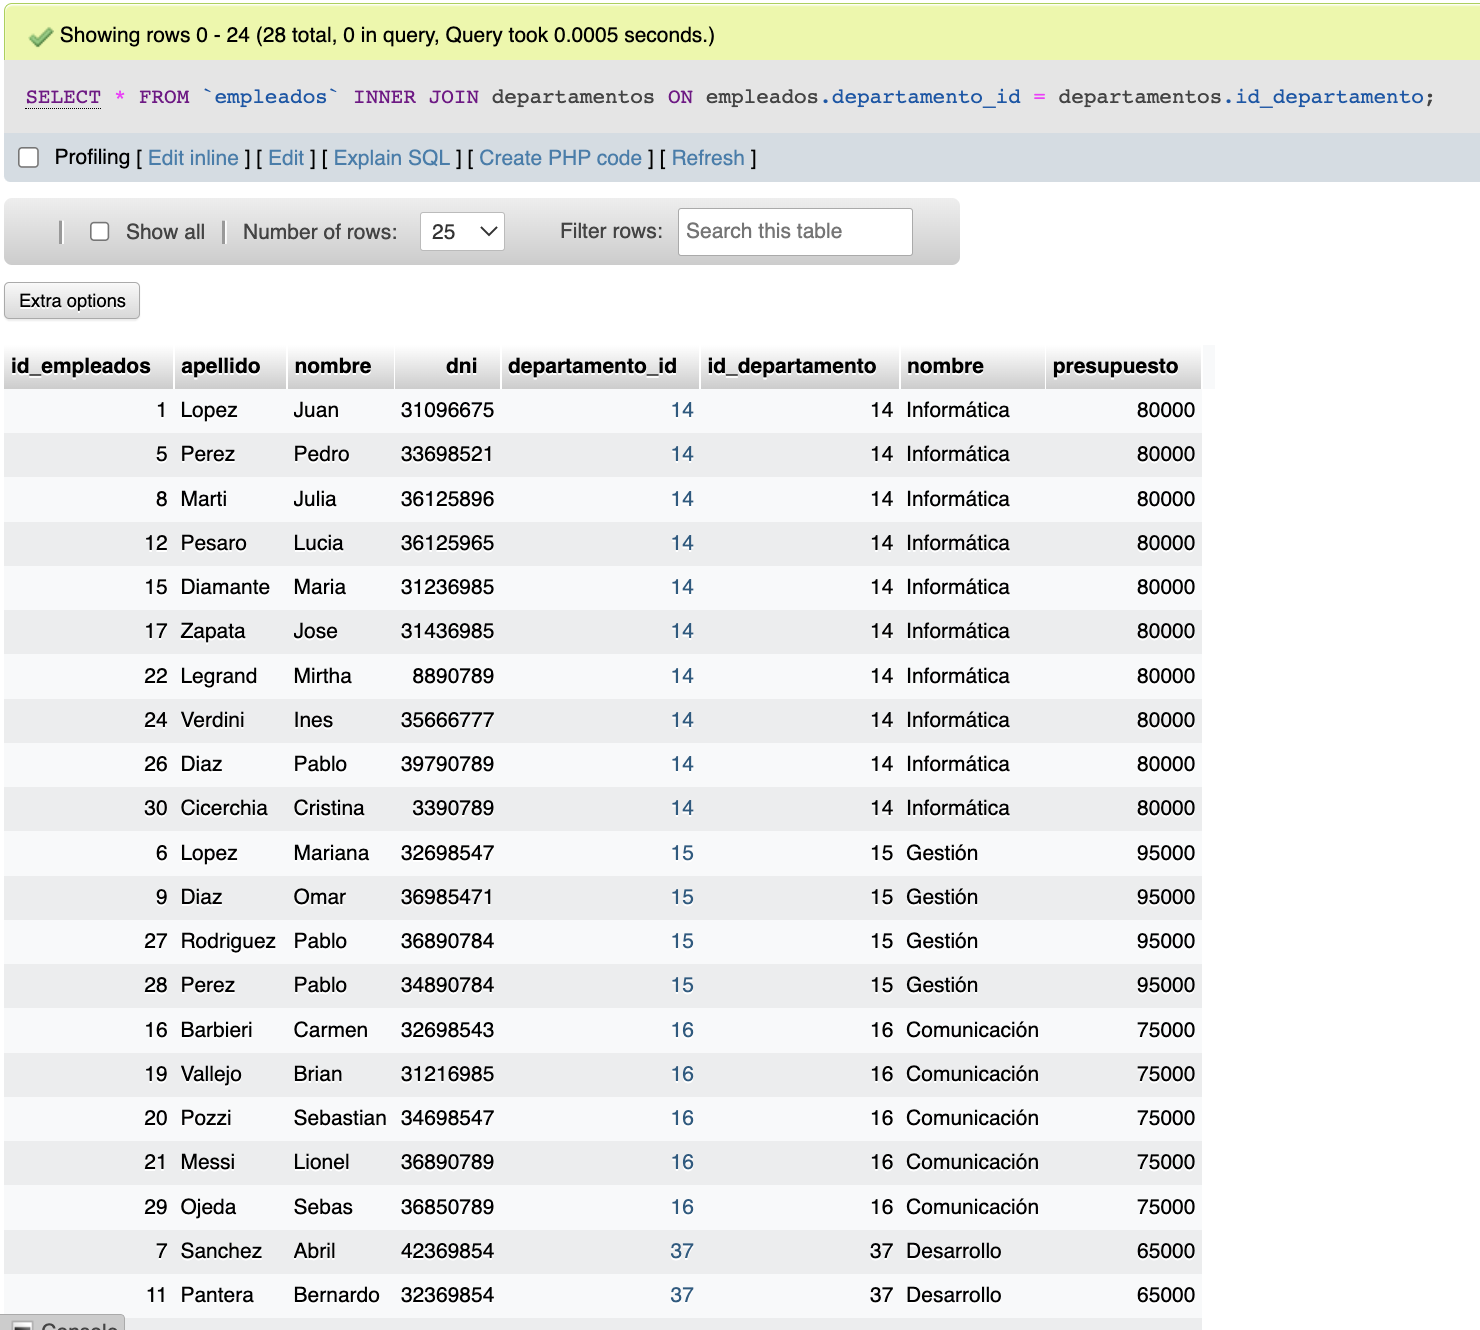 Showing rows 0 - 24 (28 total, 0 in query, Query took 0.0005 seconds.)
SELECT * FROM `empleados` INNER JOIN departamentos ON empleados.departamento_id = departamentos.id_departamento;
Profiling [ Edit inline ] [ Edit ] [ Explain SQL ] [ Create PHP code ] [ Refresh ]
| Show all | Number of rows: 25 Filter rows: Search this table
Extra options
id_empleados apellido nombre dni departamento_id id_departamento nombre presupuesto
1 Lopez Juan 31096675 14 14 Informática 80000
5 Perez Pedro 33698521 14 14 Informática 80000
8 Marti Julia 36125896 14 14 Informática 80000
12 Pesaro Lucia 36125965 14 14 Informática 80000
15 Diamante Maria 31236985 14 14 Informática 80000
17 Zapata Jose 31436985 14 14 Informática 80000
22 Legrand Mirtha 8890789 14 14 Informática 80000
24 Verdini Ines 35666777 14 14 Informática 80000
26 Diaz Pablo 39790789 14 14 Informática 80000
30 Cicerchia Cristina 3390789 14 14 Informática 80000
6 Lopez Mariana 32698547 15 15 Gestión 95000
9 Diaz Omar 36985471 15 15 Gestión 95000
27 Rodriguez Pablo 36890784 15 15 Gestión 95000
28 Perez Pablo 34890784 15 15 Gestión 95000
16 Barbieri Carmen 32698543 16 16 Comunicación 75000
19 Vallejo Brian 31216985 16 16 Comunicación 75000
20 Pozzi Sebastian 34698547 16 16 Comunicación 75000
21 Messi Lionel 36890789 16 16 Comunicación 75000
29 Ojeda Sebas 36850789 16 16 Comunicación 75000
7 Sanchez Abril 42369854 37 37 Desarrollo 65000
11 Pantera Bernardo 32369854 37 37 Desarrollo 65000
Console